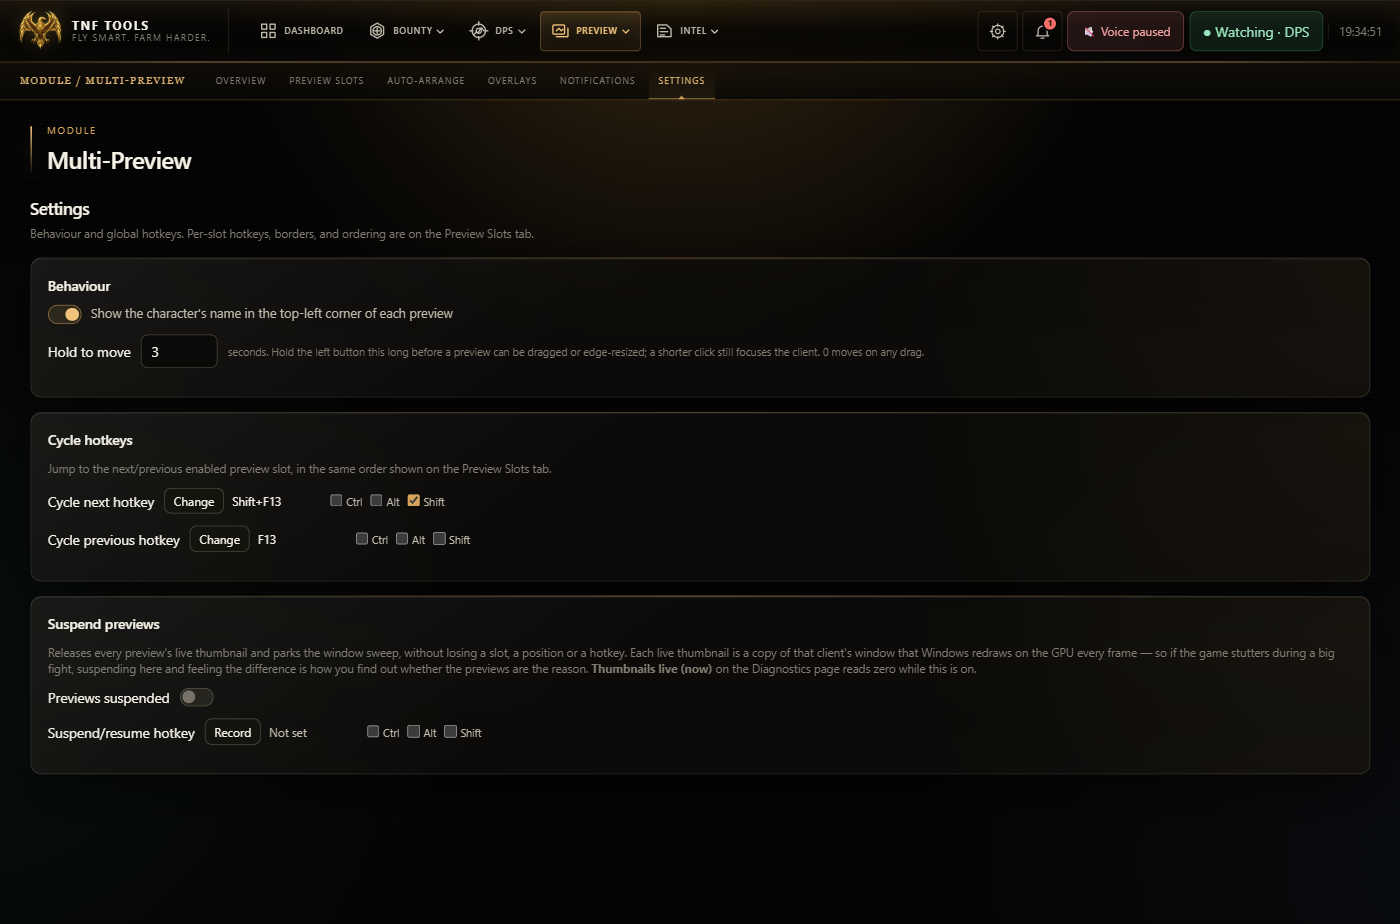 TNF TOOLS
FLY SMART. FARM HARDER.
DASHBOARD
BOUNTY
DPS
PREVIEW
INTEL
1
Voice paused
Watching · DPS
19:34:51
MODULE / MULTI-PREVIEW
OVERVIEW
PREVIEW SLOTS
AUTO-ARRANGE
OVERLAYS
NOTIFICATIONS
SETTINGS
MODULE
Multi-Preview
Settings
Behaviour and global hotkeys. Per-slot hotkeys, borders, and ordering are on the Preview Slots tab.
Behaviour
Show the character's name in the top-left corner of each preview
Hold to move 3 seconds. Hold the left button this long before a preview can be dragged or edge-resized; a shorter click still focuses the client. 0 moves on any drag.
Cycle hotkeys
Jump to the next/previous enabled preview slot, in the same order shown on the Preview Slots tab.
Cycle next hotkey Change Shift+F13 Ctrl Alt Shift
Cycle previous hotkey Change F13 Ctrl Alt Shift
Suspend previews
Releases every preview's live thumbnail and parks the window sweep, without losing a slot, a position or a hotkey. Each live thumbnail is a copy of that client's window that Windows redraws on the GPU every frame — so if the game stutters during a big
fight, suspending here and feeling the difference is how you find out whether the previews are the reason. Thumbnails live (now) on the Diagnostics page reads zero while this is on.
Previews suspended
Suspend/resume hotkey Record Not set Ctrl Alt Shift